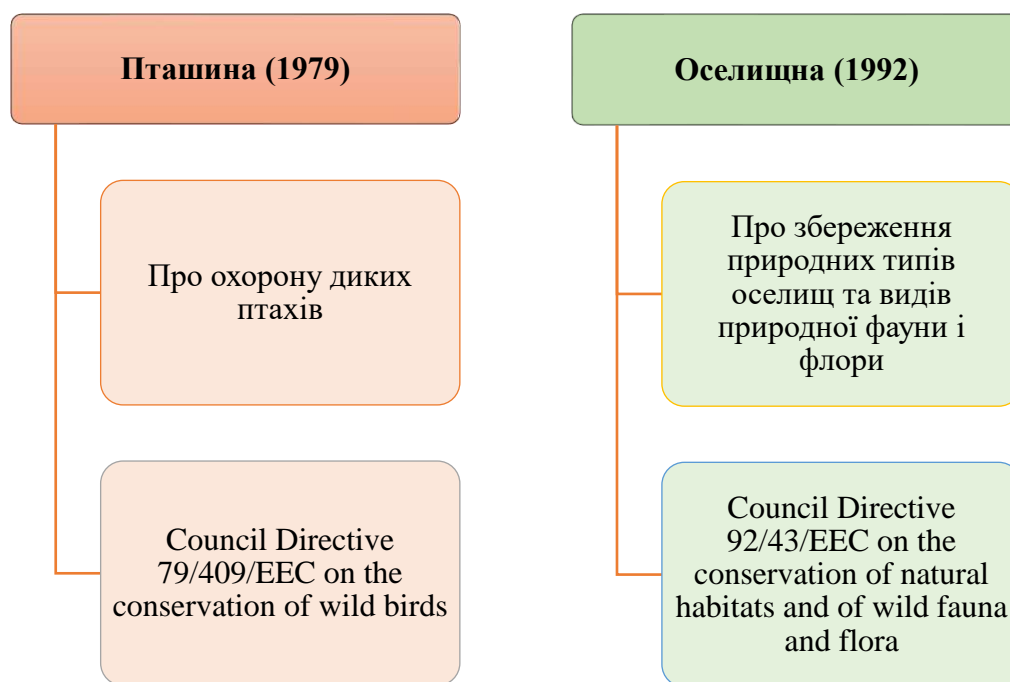 Пташина (1979)
Про охорону диких
птахів
Council Directive
79/409/EEC on the
conservation of wild birds
Оселищна (1992)
Про збереження
природних типів
оселищ та видів
природної фауни і
флори
Council Directive
92/43/EEC on the
conservation of natural
habitats and of wild fauna
and flora